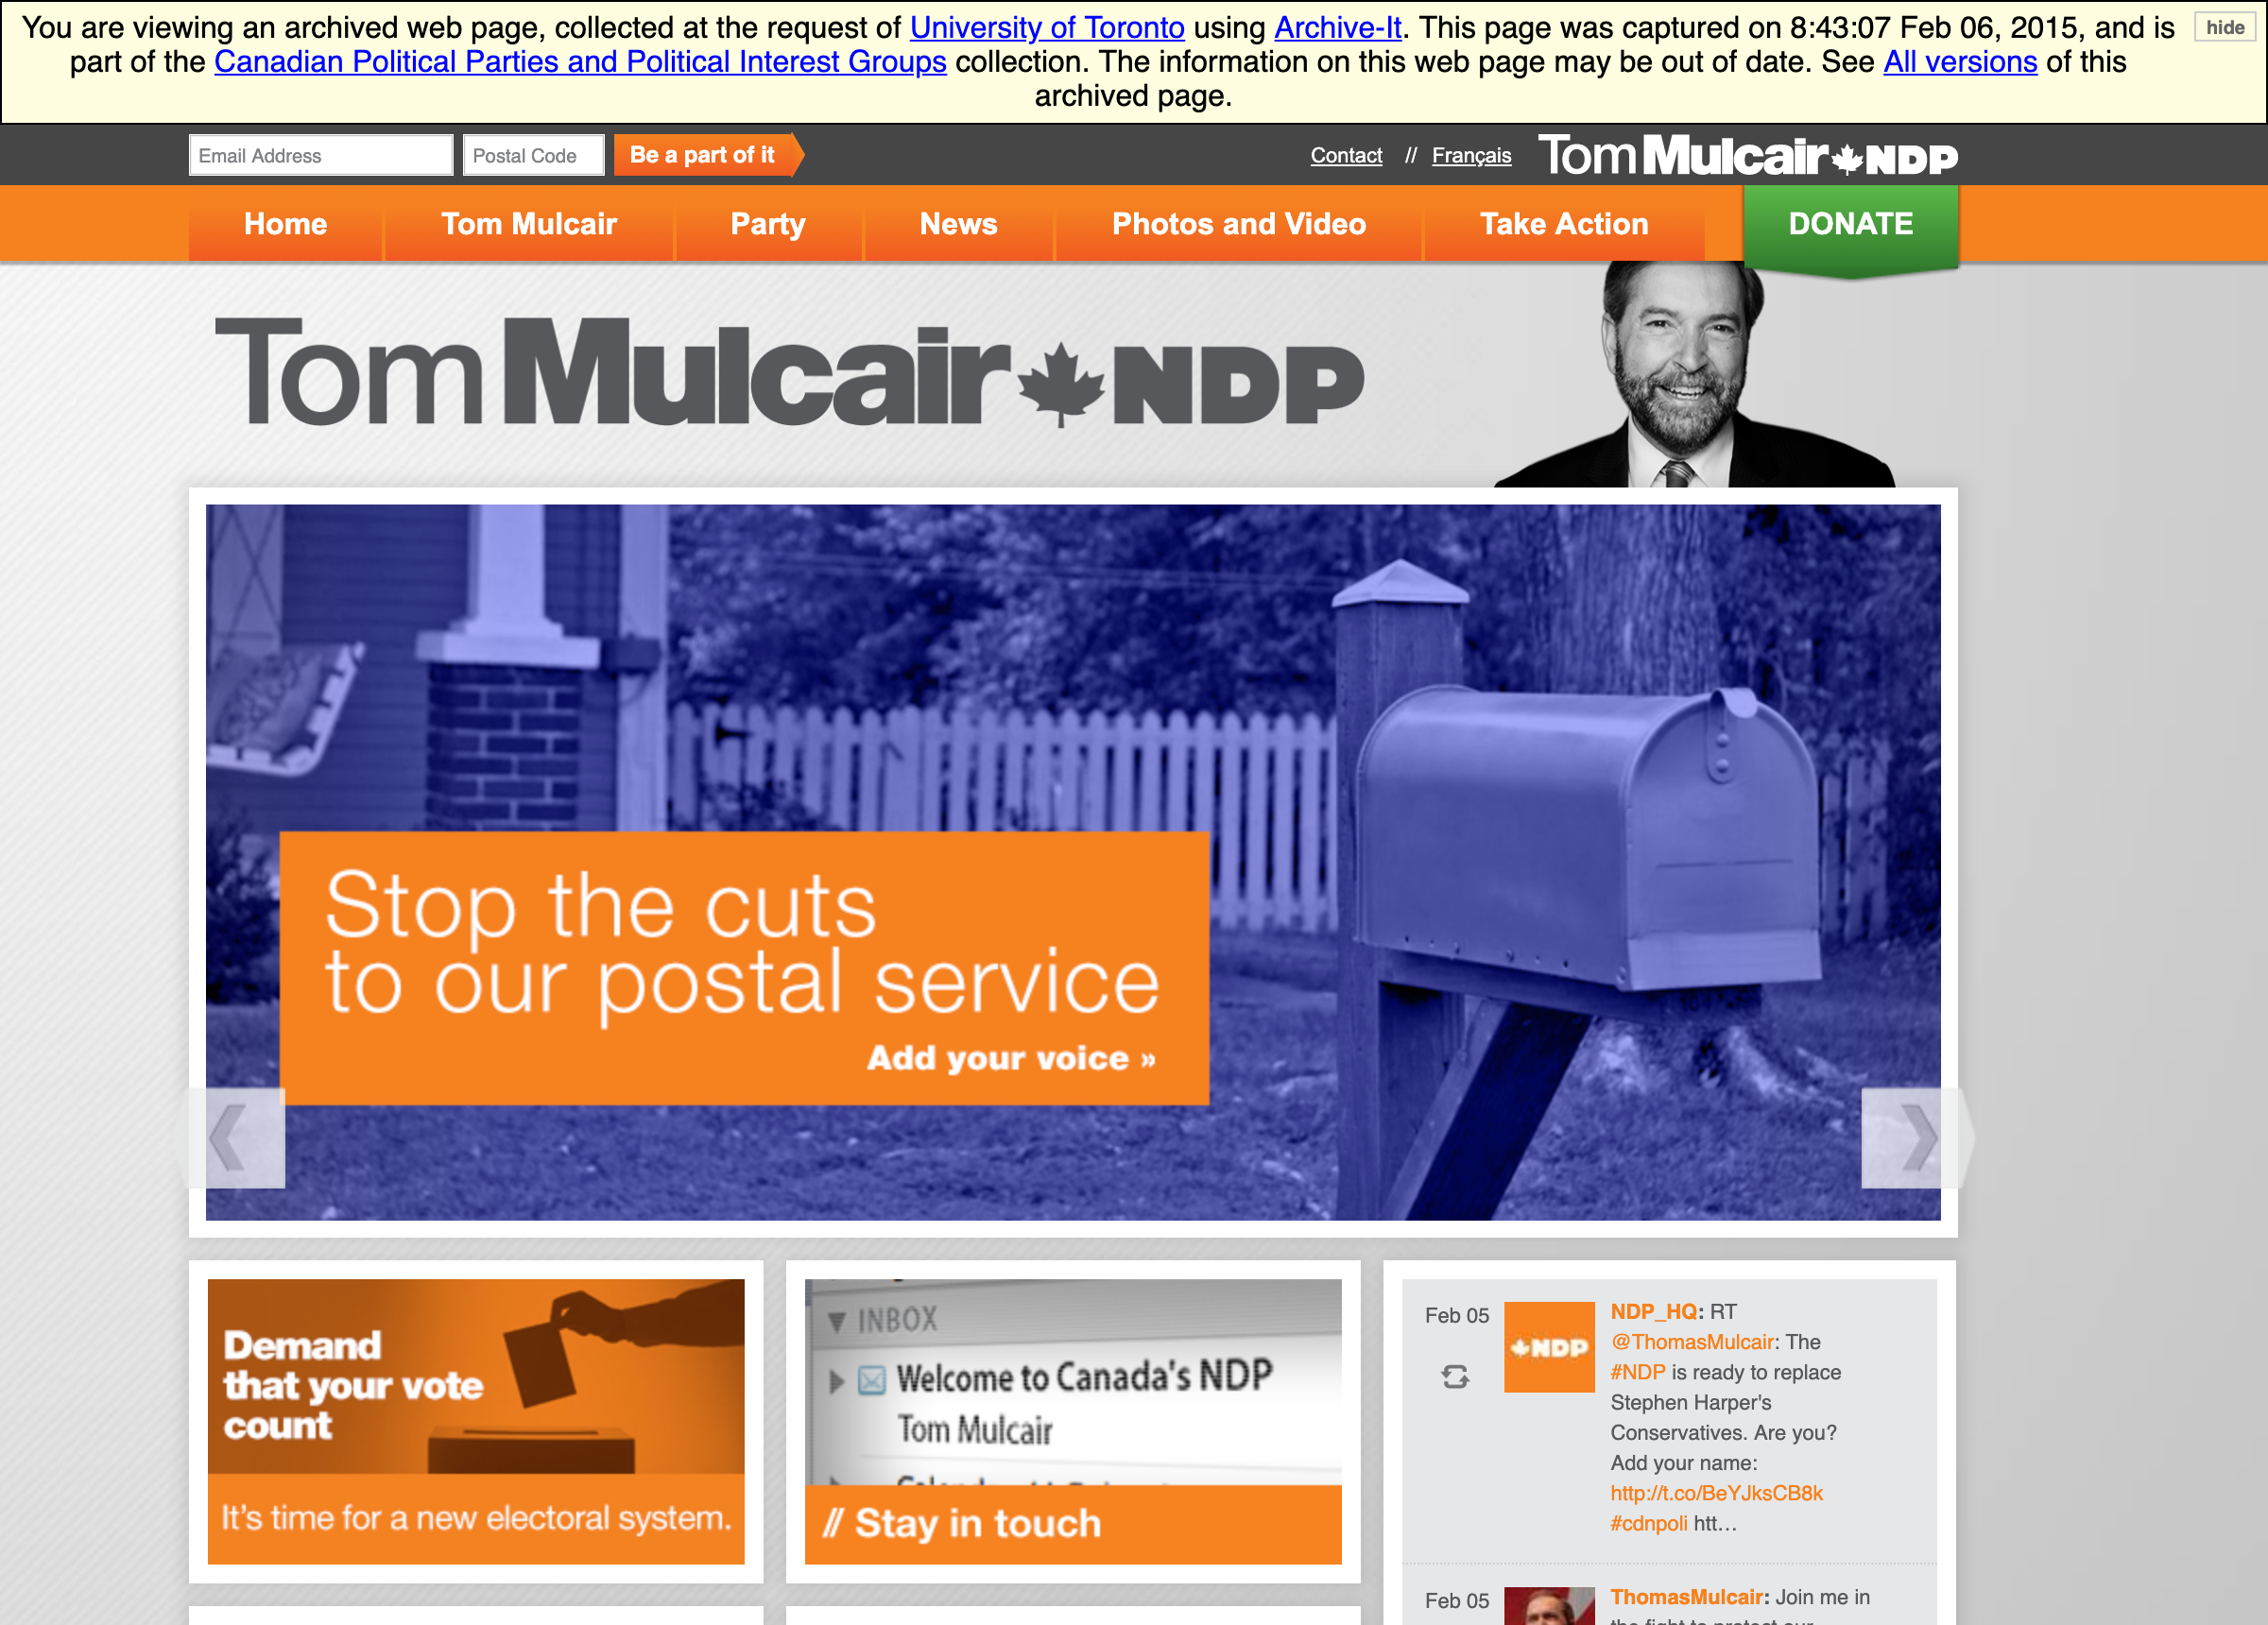 You are viewing an archived web page, collected at the request of University of Toronto using Archive-It. This page was captured on 8:43:07 Feb 06, 2015, and is
part of the Canadian Political Parties and Political Interest Groups collection. The information on this web page may be out of date. See All versions of this
archived page.
hide
Email Address
Postal Code
Be a part of it
Contact // Français
Tom Mulcair NDP
Home
Tom Mulcair
Party
News
Photos and Video
Take Action
DONATE
Tom Mulcair NDP
Stop the cuts
to our postal service
Add your voice »
Demand
that your vote
count
It's time for a new electoral system.
INBOX
Welcome to Canada's NDP
Tom Mulcair
// Stay in touch
Feb 05
NDP
NDP_HQ: RT
@ThomasMulcair: The
#NDP is ready to replace
Stephen Harper's
Conservatives. Are you?
Add your name:
http://t.co/BeYJksCB8k
#cdnpoli htt…
Feb 05
ThomasMulcair: Join me in
the fight to protect our